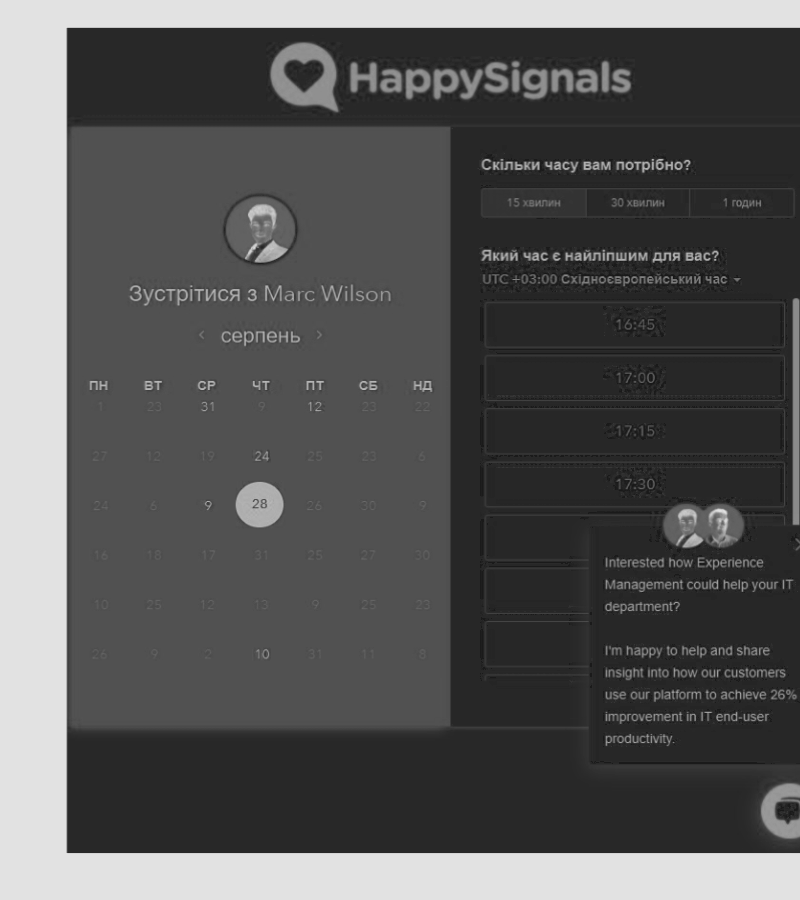 HappySignals
Зустрітися з Marc Wilson
серпень
ПН ВТ СР ЧТ ПТ СБ НД
1 23 31 9 12 23 22
27 12 19 24 25 23 6
24 6 9 28 26 30 9
16 18 17 31 25 27 30
10 25 12 13 9 25 23
26 9 2 10 31 11 8
Скільки часу вам потрібно?
15 хвилин 30 хвилин 1 годин
Який час є найліпшим для вас?
UTC +03:00 Східноєвропейський час
16:45
17:00
17:15
17:30
Interested how Experience
Management could help your IT
department?
I'm happy to help and share
insight into how our customers
use our platform to achieve 26%
improvement in IT end-user
productivity.